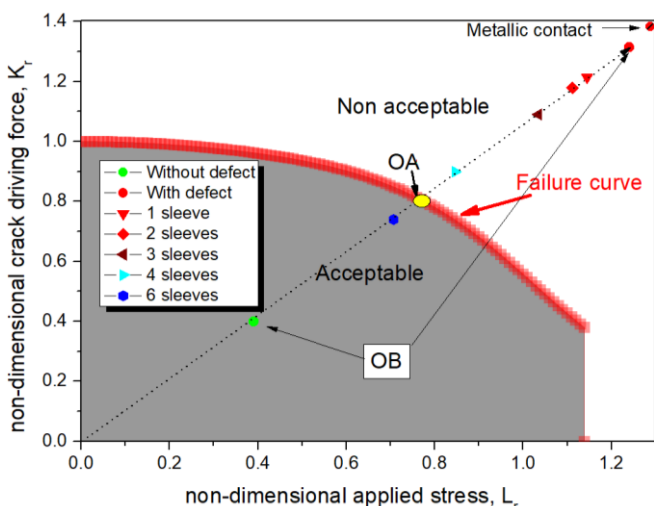 1.4
1.2
1.0
0.8
0.6
0.4
0.2
0.0
non-dimensional crack driving force, Kr
Metallic contact
Non acceptable
OA
Failure curve
Without defect
With defect
1 sleeve
2 sleeves
3 sleeves
4 sleeves
6 sleeves
Acceptable
OB
0.0 0.2 0.4 0.6 0.8 1.0 1.2
non-dimensional applied stress, Lr